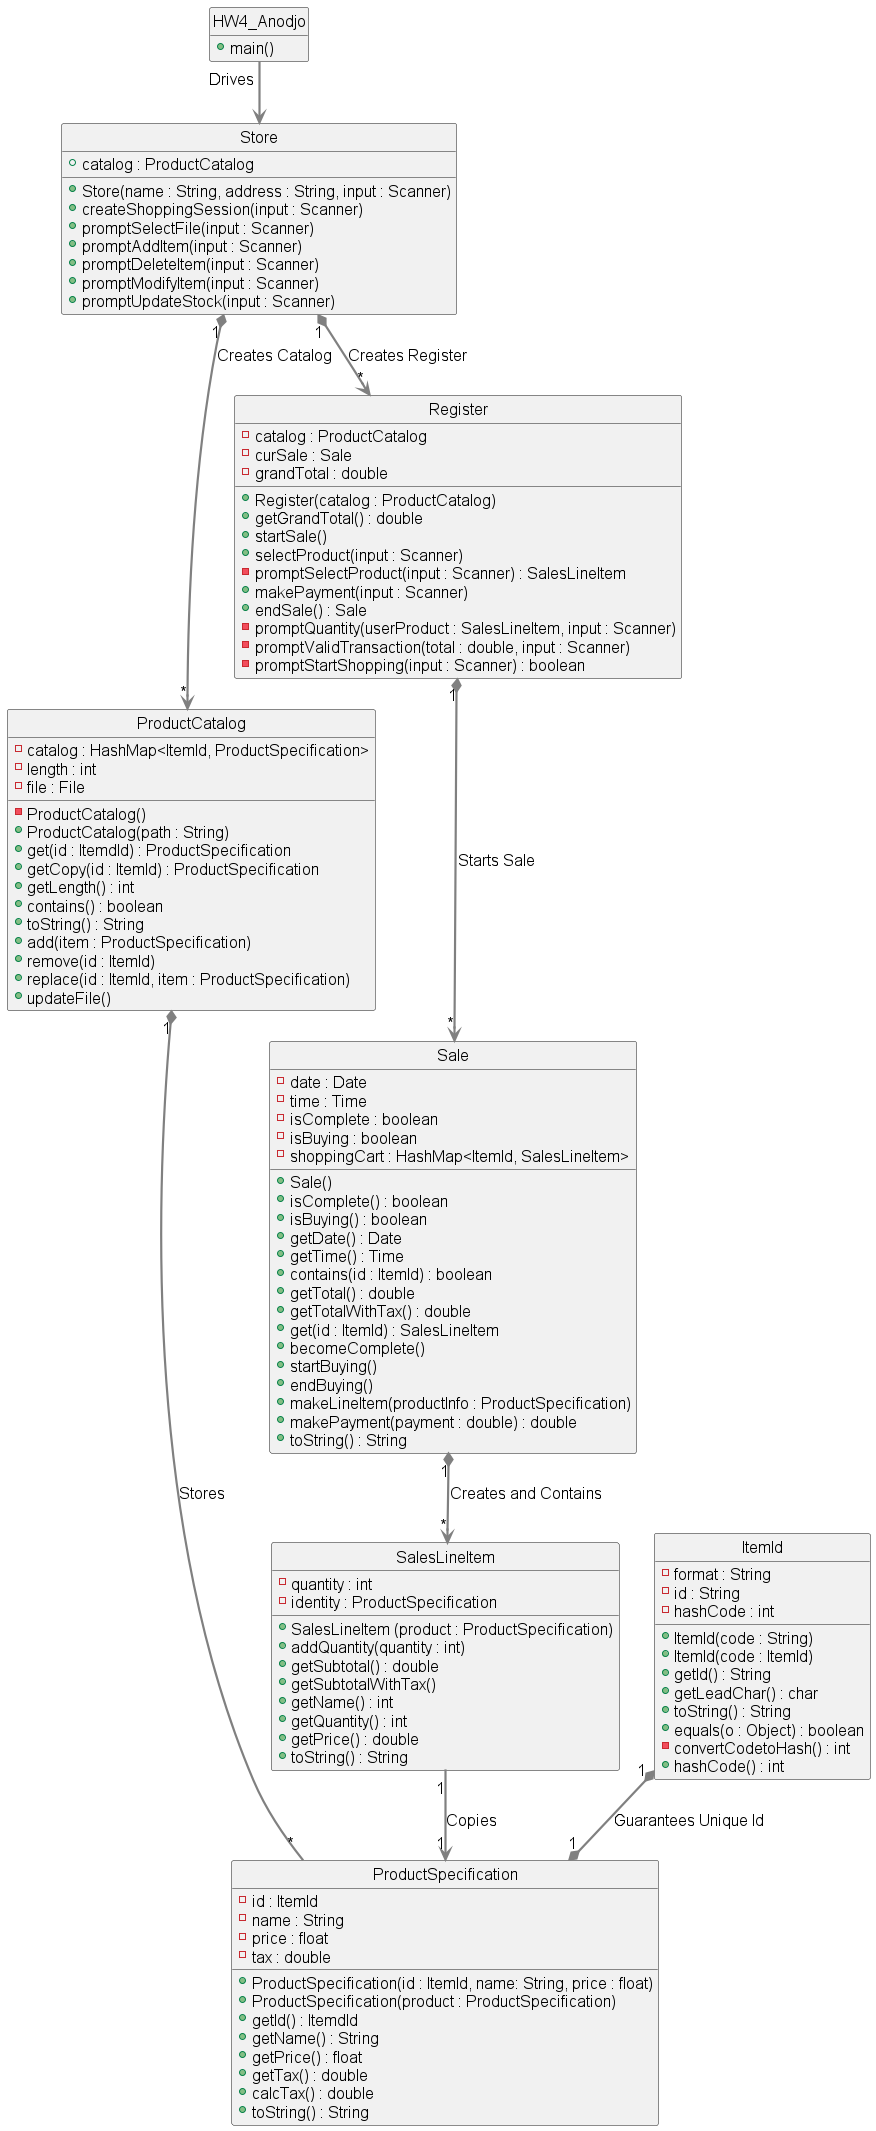 HW4_Anodjo
main()
Drives
Store
catalog : ProductCatalog
Store(name : String, address : String, input : Scanner)
createShoppingSession(input : Scanner)
promptSelectFile(input : Scanner)
promptAddItem(input : Scanner)
promptDeleteItem(input : Scanner)
promptModifyItem(input : Scanner)
promptUpdateStock(input : Scanner)
1
1
Creates Catalog
Creates Register
*
Register
catalog : ProductCatalog
curSale : Sale
grandTotal : double
Register(catalog : ProductCatalog)
getGrandTotal() : double
startSale()
selectProduct(input : Scanner)
promptSelectProduct(input : Scanner) : SalesLineItem
makePayment(input : Scanner)
endSale() : Sale
promptQuantity(userProduct : SalesLineItem, input : Scanner)
promptValidTransaction(total : double, input : Scanner)
promptStartShopping(input : Scanner) : boolean
*
1
ProductCatalog
catalog : HashMap<ItemId, ProductSpecification>
length : int
file : File
ProductCatalog()
ProductCatalog(path : String)
get(id : ItemdId) : ProductSpecification
getCopy(id : ItemId) : ProductSpecification
getLength() : int
contains() : boolean
toString() : String
add(item : ProductSpecification)
remove(id : ItemId)
replace(id : ItemId, item : ProductSpecification)
updateFile()
Starts Sale
1
*
Sale
date : Date
time : Time
isComplete : boolean
isBuying : boolean
shoppingCart : HashMap<ItemId, SalesLineItem>
Sale()
isComplete() : boolean
isBuying() : boolean
getDate() : Date
getTime() : Time
contains(id : ItemId) : boolean
getTotal() : double
getTotalWithTax() : double
get(id : ItemId) : SalesLineItem
becomeComplete()
startBuying()
endBuying()
makeLineItem(productInfo : ProductSpecification)
makePayment(payment : double) : double
toString() : String
1
Stores
Creates and Contains
*
SalesLineItem
quantity : int
identity : ProductSpecification
SalesLineItem (product : ProductSpecification)
addQuantity(quantity : int)
getSubtotal() : double
getSubtotalWithTax()
getName() : int
getQuantity() : int
getPrice() : double
toString() : String
ItemId
format : String
id : String
hashCode : int
ItemId(code : String)
ItemId(code : ItemId)
getId() : String
getLeadChar() : char
toString() : String
equals(o : Object) : boolean
convertCodetoHash() : int
hashCode() : int
1
1
Copies
Guarantees Unique Id
*
1
1
ProductSpecification
id : ItemId
name : String
price : float
tax : double
ProductSpecification(id : ItemId, name: String, price : float)
ProductSpecification(product : ProductSpecification)
getId() : ItemdId
getName() : String
getPrice() : float
getTax() : double
calcTax() : double
toString() : String